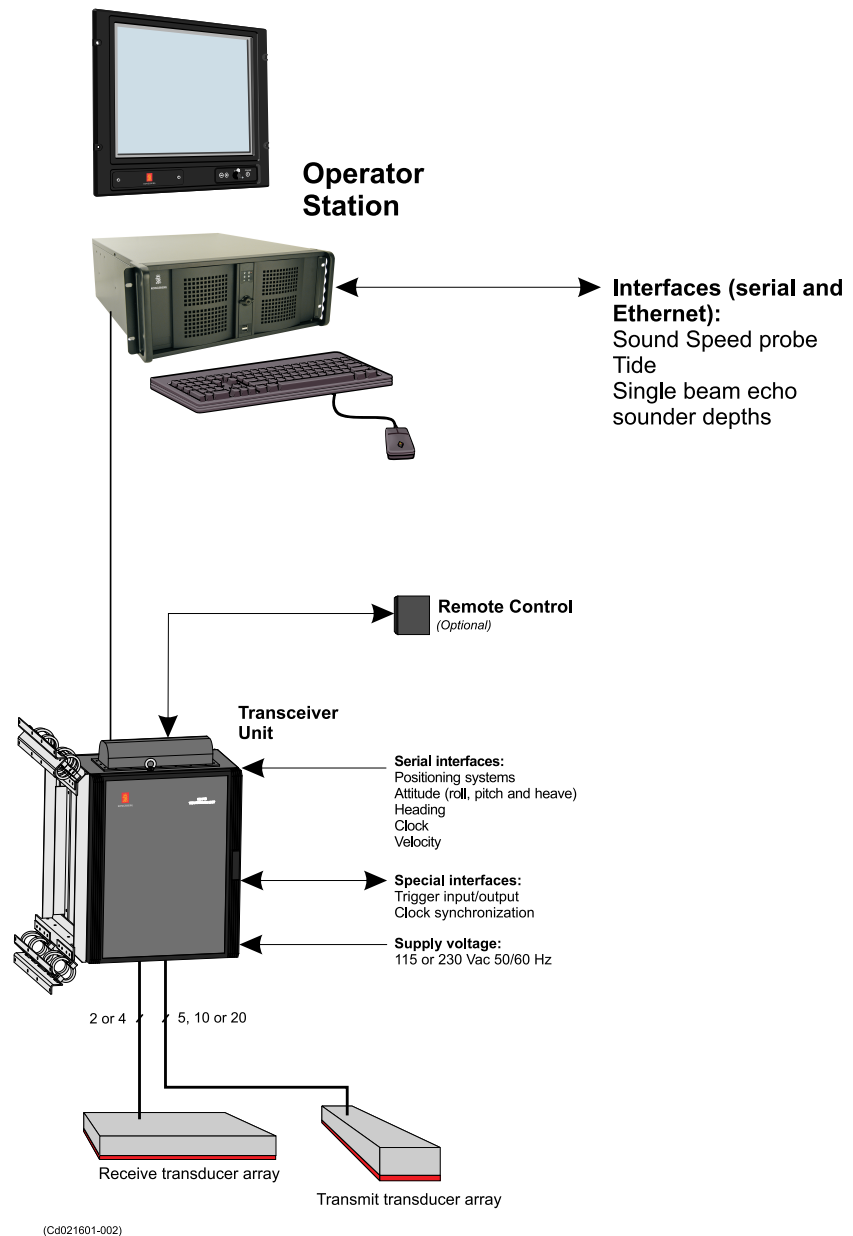 Operator
Station
Interfaces (serial and
Ethernet):
Sound Speed probe
Tide
Single beam echo
sounder depths
Remote Control
(Optional)
Transceiver
Unit
Serial interfaces:
Positioning systems
Attitude (roll, pitch and heave)
Heading
Clock
Velocity
Special interfaces:
Trigger input/output
Clock synchronization
Supply voltage:
115 or 230 Vac 50/60 Hz
2 or 4
5, 10 or 20
Receive transducer array
Transmit transducer array
(Cd021601-002)